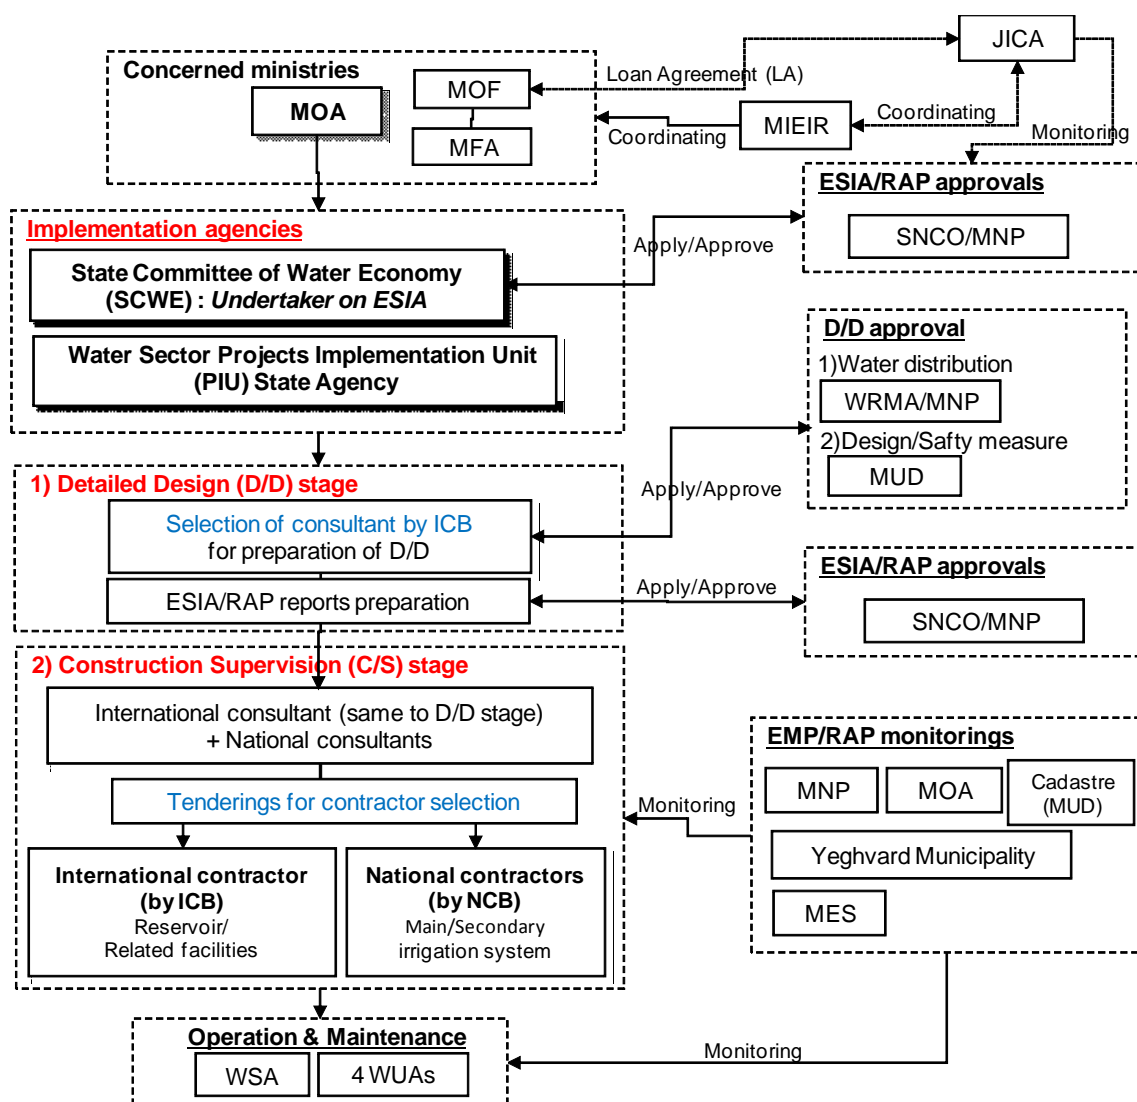 JICA
Concerned ministries
MOF
Loan Agreement (LA)
MOA
MIEIR
Coordinating
MFA
Coordinating
Monitoring
ESIA/RAP approvals
SNCO/MNP
Implementation agencies
Apply/Approve
State Committee of Water Economy
(SCWE) : Undertaker on ESIA
Water Sector Projects Implementation Unit
(PIU) State Agency
D/D approval
1)Water distribution
WRMA/MNP
2)Design/Safty measure
MUD
1) Detailed Design (D/D) stage
Apply/Approve
Selection of consultant by ICB
for preparation of D/D
ESIA/RAP reports preparation
Apply/Approve
ESIA/RAP approvals
SNCO/MNP
2) Construction Supervision (C/S) stage
International consultant (same to D/D stage)
+ National consultants
Tenderings for contractor selection
Monitoring
International contractor
(by ICB)
Reservoir/
Related facilities
National contractors
(by NCB)
Main/Secondary
irrigation system
EMP/RAP monitorings
MNP
MOA
Cadastre
(MUD)
Yeghvard Municipality
MES
Operation & Maintenance
WSA
4 WUAs
Monitoring